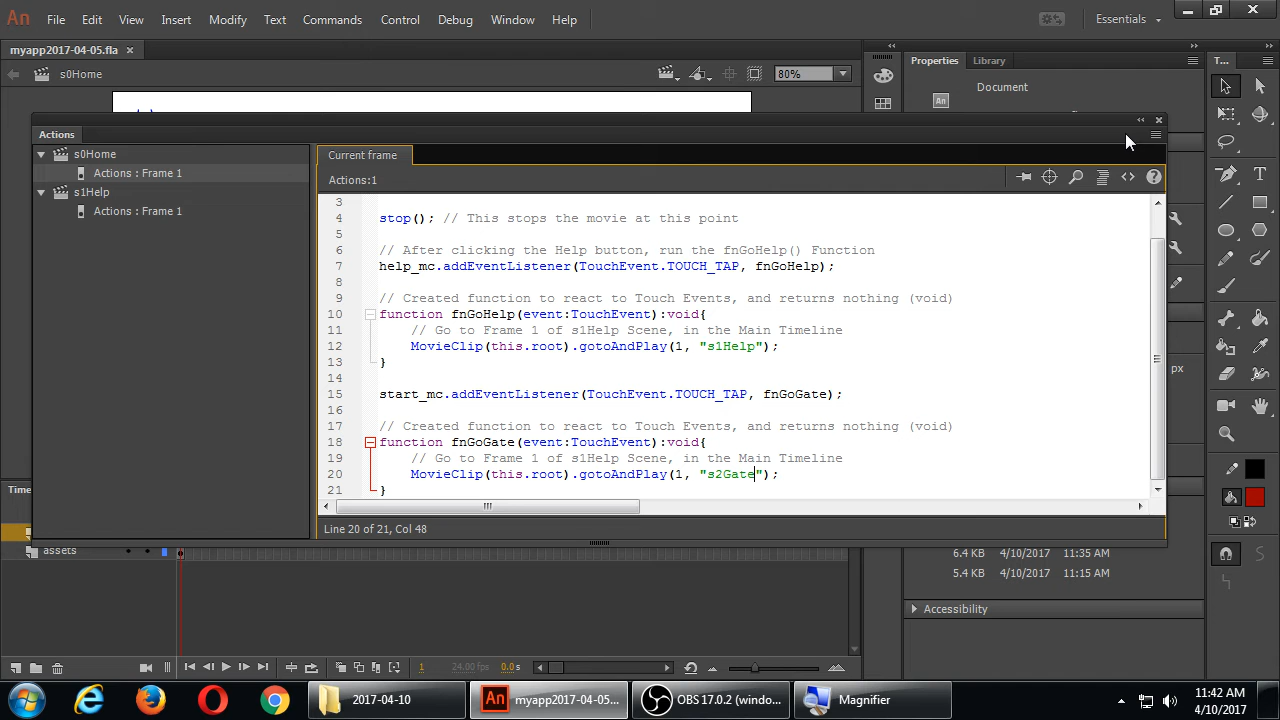 An File Edit View Insert Modify Text Commands Control Debug Window Help Essentials
myapp2017-04-05.fla ×
s0Home 80%
Properties Library T...
Document
An
Actions
s0Home
Actions : Frame 1
s1Help
Actions : Frame 1
Current frame
Actions:1
3
4 stop(); // This stops the movie at this point
5
6 // After clicking the Help button, run the fnGoHelp() Function
7 help_mc.addEventListener(TouchEvent.TOUCH_TAP, fnGoHelp);
8
9 // Created function to react to Touch Events, and returns nothing (void)
10 function fnGoHelp(event:TouchEvent):void{
11 // Go to Frame 1 of s1Help Scene, in the Main Timeline
12 MovieClip(this.root).gotoAndPlay(1, "s1Help");
13 }
14
15 start_mc.addEventListener(TouchEvent.TOUCH_TAP, fnGoGate);
16
17 // Created function to react to Touch Events, and returns nothing (void)
18 function fnGoGate(event:TouchEvent):void{
19 // Go to Frame 1 of s1Help Scene, in the Main Timeline
20 MovieClip(this.root).gotoAndPlay(1, "s2Gate");
21 }
Line 20 of 21, Col 48
px
Time
assets
6.4 KB 4/10/2017 11:35 AM
5.4 KB 4/10/2017 11:15 AM
Accessibility
1 24.00 fps 0.0 s
2017-04-10
An myapp2017-04-05...
OBS 17.0.2 (window...
Magnifier
11:42 AM
4/10/2017